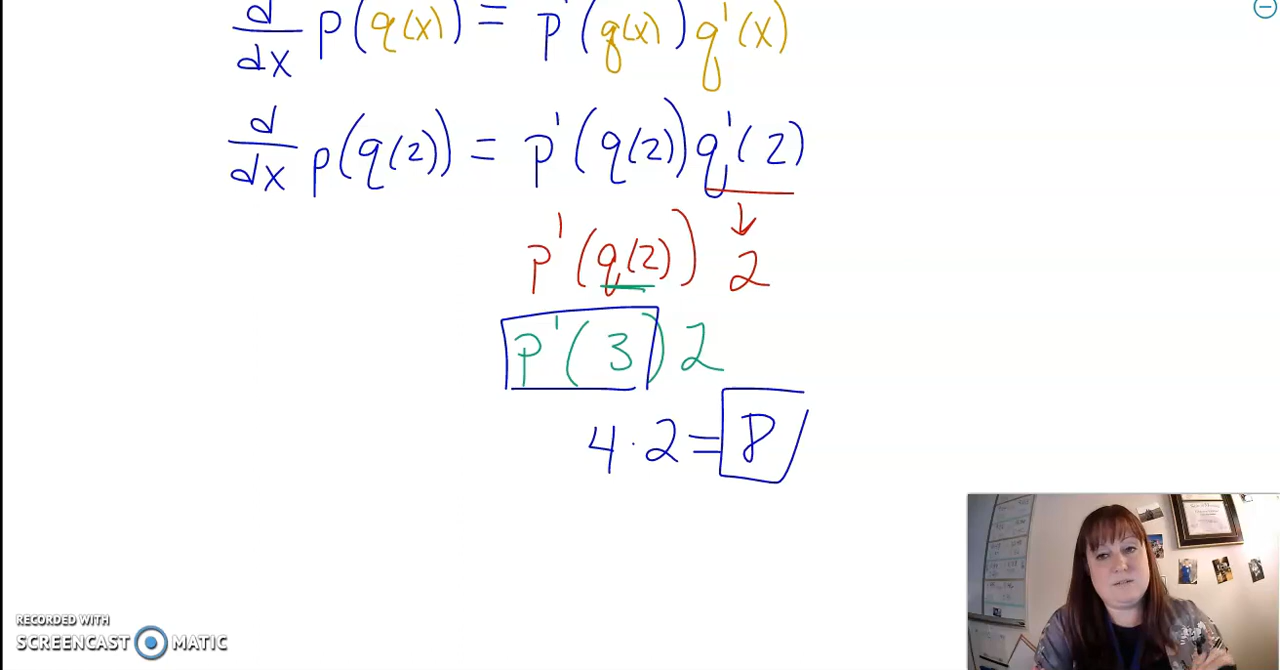 d/dx p(q(x)) = p'(q(x))q'(x)
d/dx p(q(2)) = p'(q(2))q'(2)
↓
p'(q(2)) 2
p'(3)2
4·2=8
RECORDED WITH
SCREENCAST MATIC